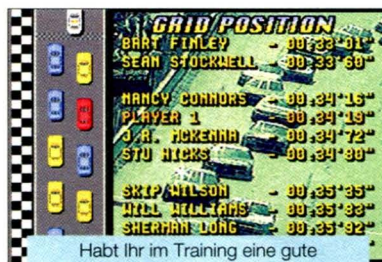 GRID POSITION
BART FINLEY - 00:33'01"
SEAN STOCKWELL - 00:33'60"
NANCY CONNORS - 00:34'16"
PLAYER 1 - 00:34'19"
J.R. MCKENNA - 00:34'72"
STU HICKS - 00:34'80"
SKIP WILSON - 00:35'35"
WILL WILLIAMS - 00:35'83"
SHERMAN LONG - 00:35'92"
Habt Ihr im Training eine gute